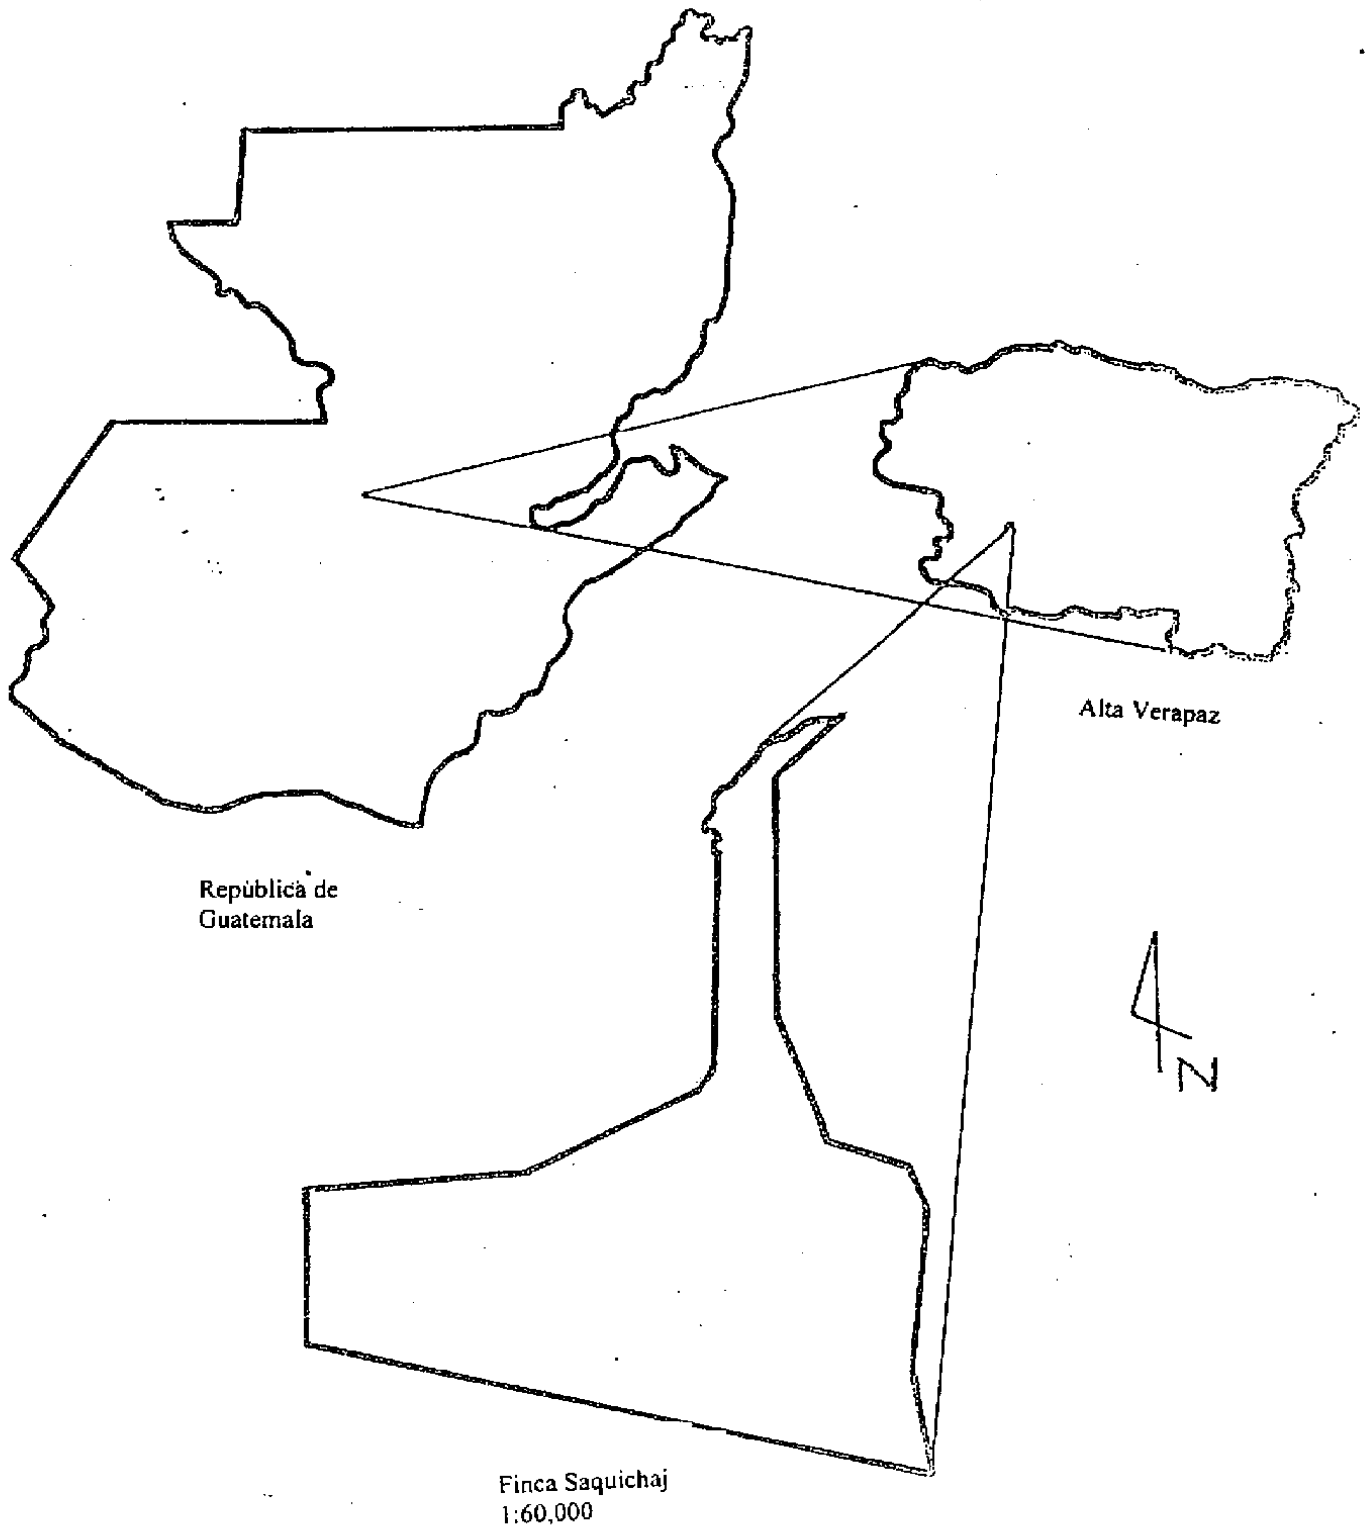 República de
Guatemala
Alta Verapaz
N
Finca Saquichaj
1:60,000